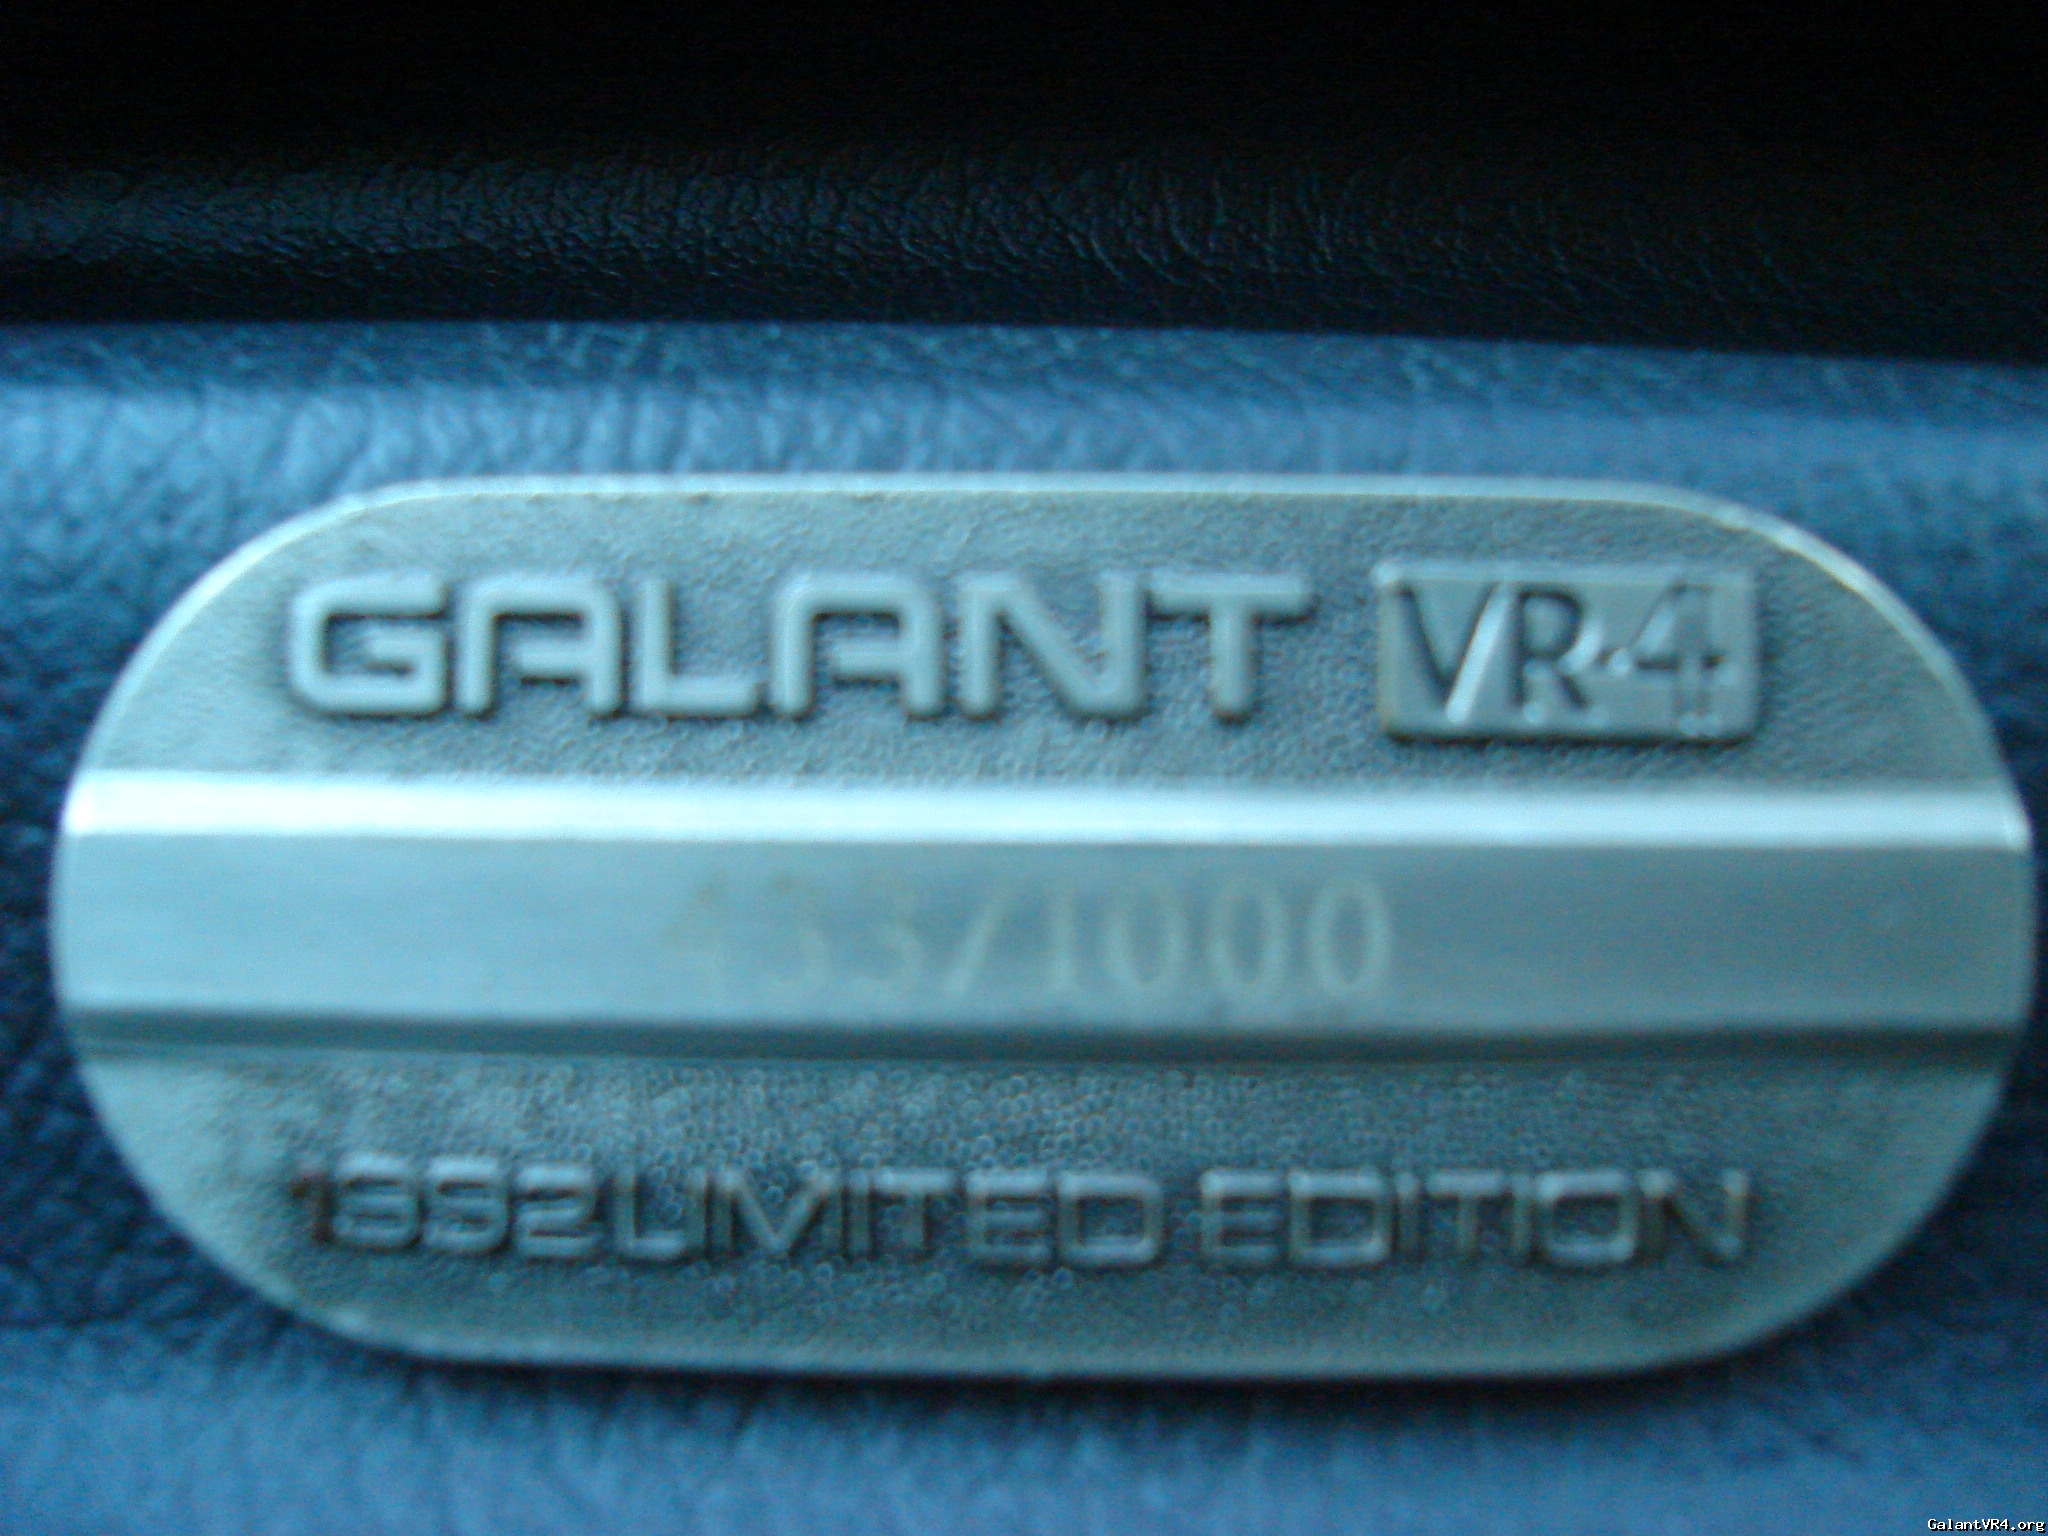 GALANT VR-4
/1000
1992 LIMITED EDITION
GalantVR4.org